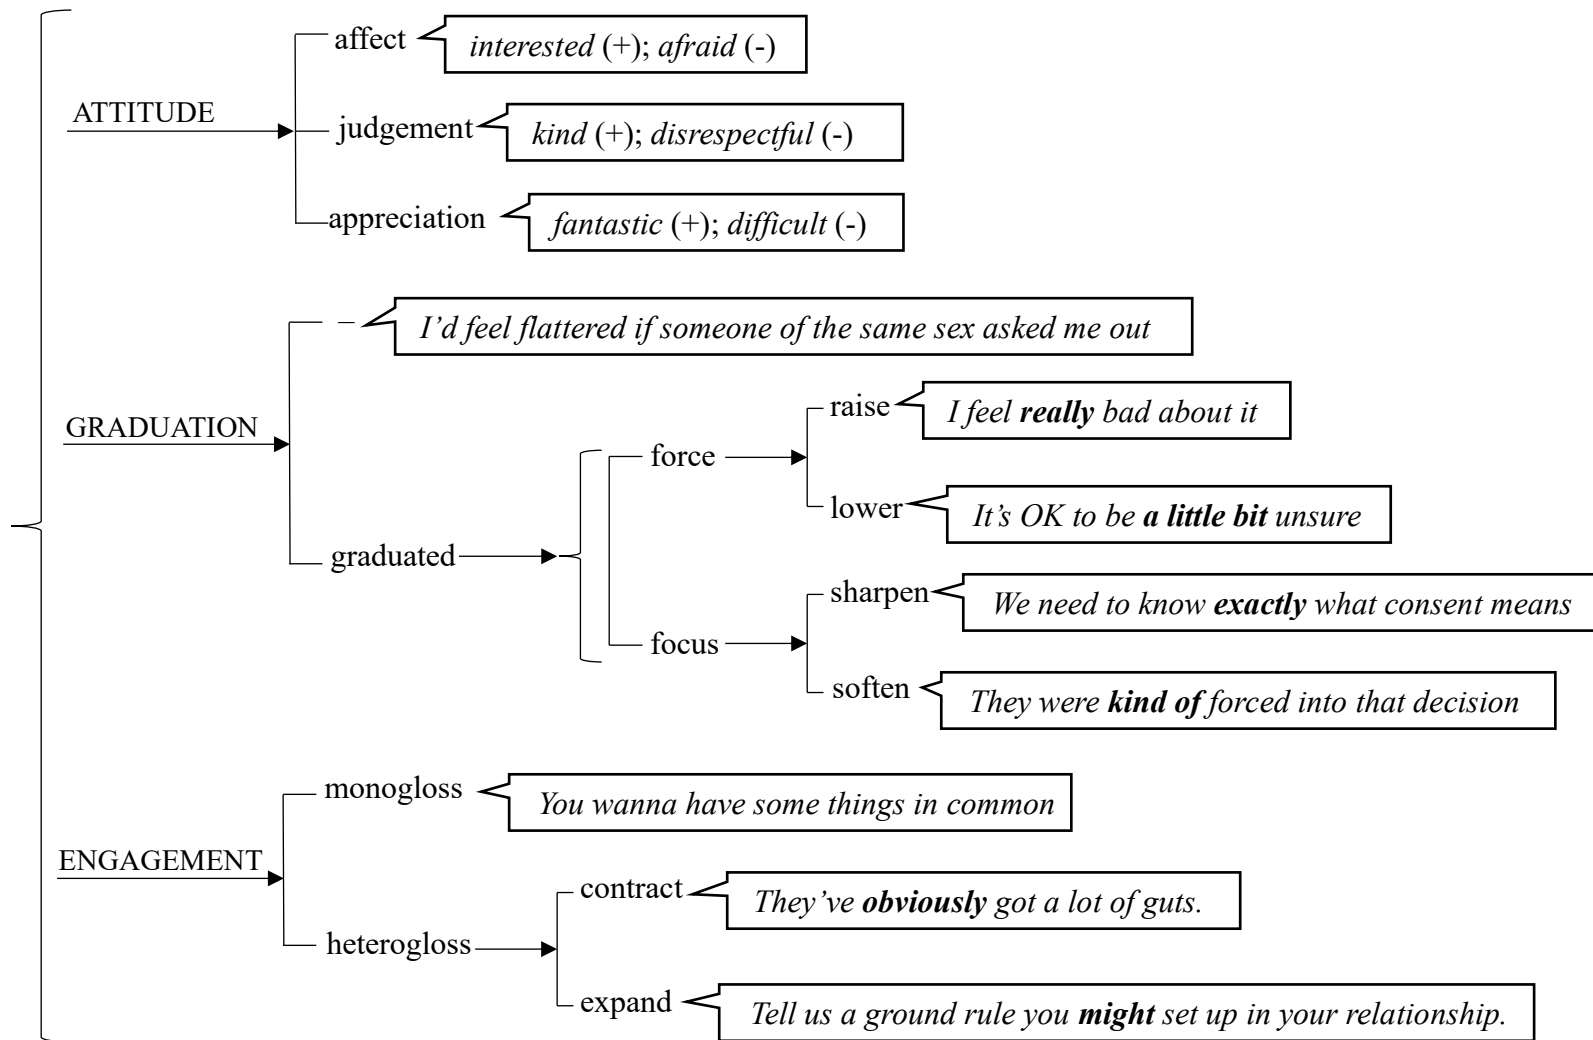 affect
interested (+); afraid (-)
ATTITUDE
judgement
kind (+); disrespectful (-)
appreciation
fantastic (+); difficult (-)
–
I’d feel flattered if someone of the same sex asked me out
GRADUATION
graduated
force
raise
I feel really bad about it
lower
It’s OK to be a little bit unsure
focus
sharpen
We need to know exactly what consent means
soften
They were kind of forced into that decision
ENGAGEMENT
monogloss
You wanna have some things in common
heterogloss
contract
They’ve obviously got a lot of guts.
expand
Tell us a ground rule you might set up in your relationship.